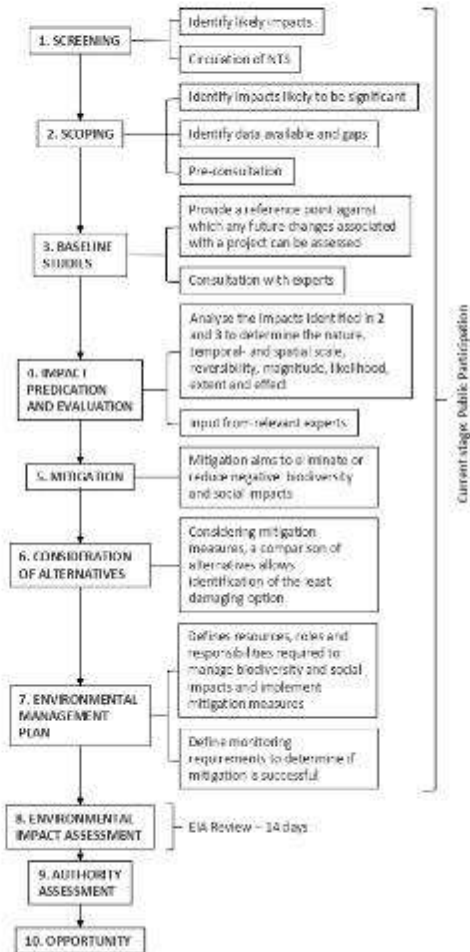 1. SCREENING
Identify likely impacts
Circulation of NTS
2. SCOPING
Identify impacts likely to be significant
Identify data available and gaps
Pre-consultation
3. BASELINE
STUDIES
Provide a reference point against
which any future changes associated
with a project can be assessed
Consultation with experts
4. IMPACT
PREDICATION
AND EVALUATION
Analyse the impacts identified in 2
and 3 to determine the nature,
temporal- and spatial scale,
reversibility, magnitude, likelihood,
extent and effect
Input from relevant experts
5. MITIGATION
Mitigation aims to eliminate or
reduce negative biodiversity
and social impacts
6. CONSIDERATION
OF ALTERNATIVES
Considering mitigation
measures, a comparison of
alternatives allows
identification of the least
damaging option
7. ENVIRONMENTAL
MANAGEMENT
PLAN
Defines resources, roles and
responsibilities required to
manage biodiversity and social
impacts and implement
mitigation measures
Define monitoring
requirements to determine if
mitigation is successful
Current stage: Public Participation
8. ENVIRONMENTAL
IMPACT ASSESSMENT
EIA Review – 14 days
9. AUTHORITY
ASSESSMENT
10. OPPORTUNITY